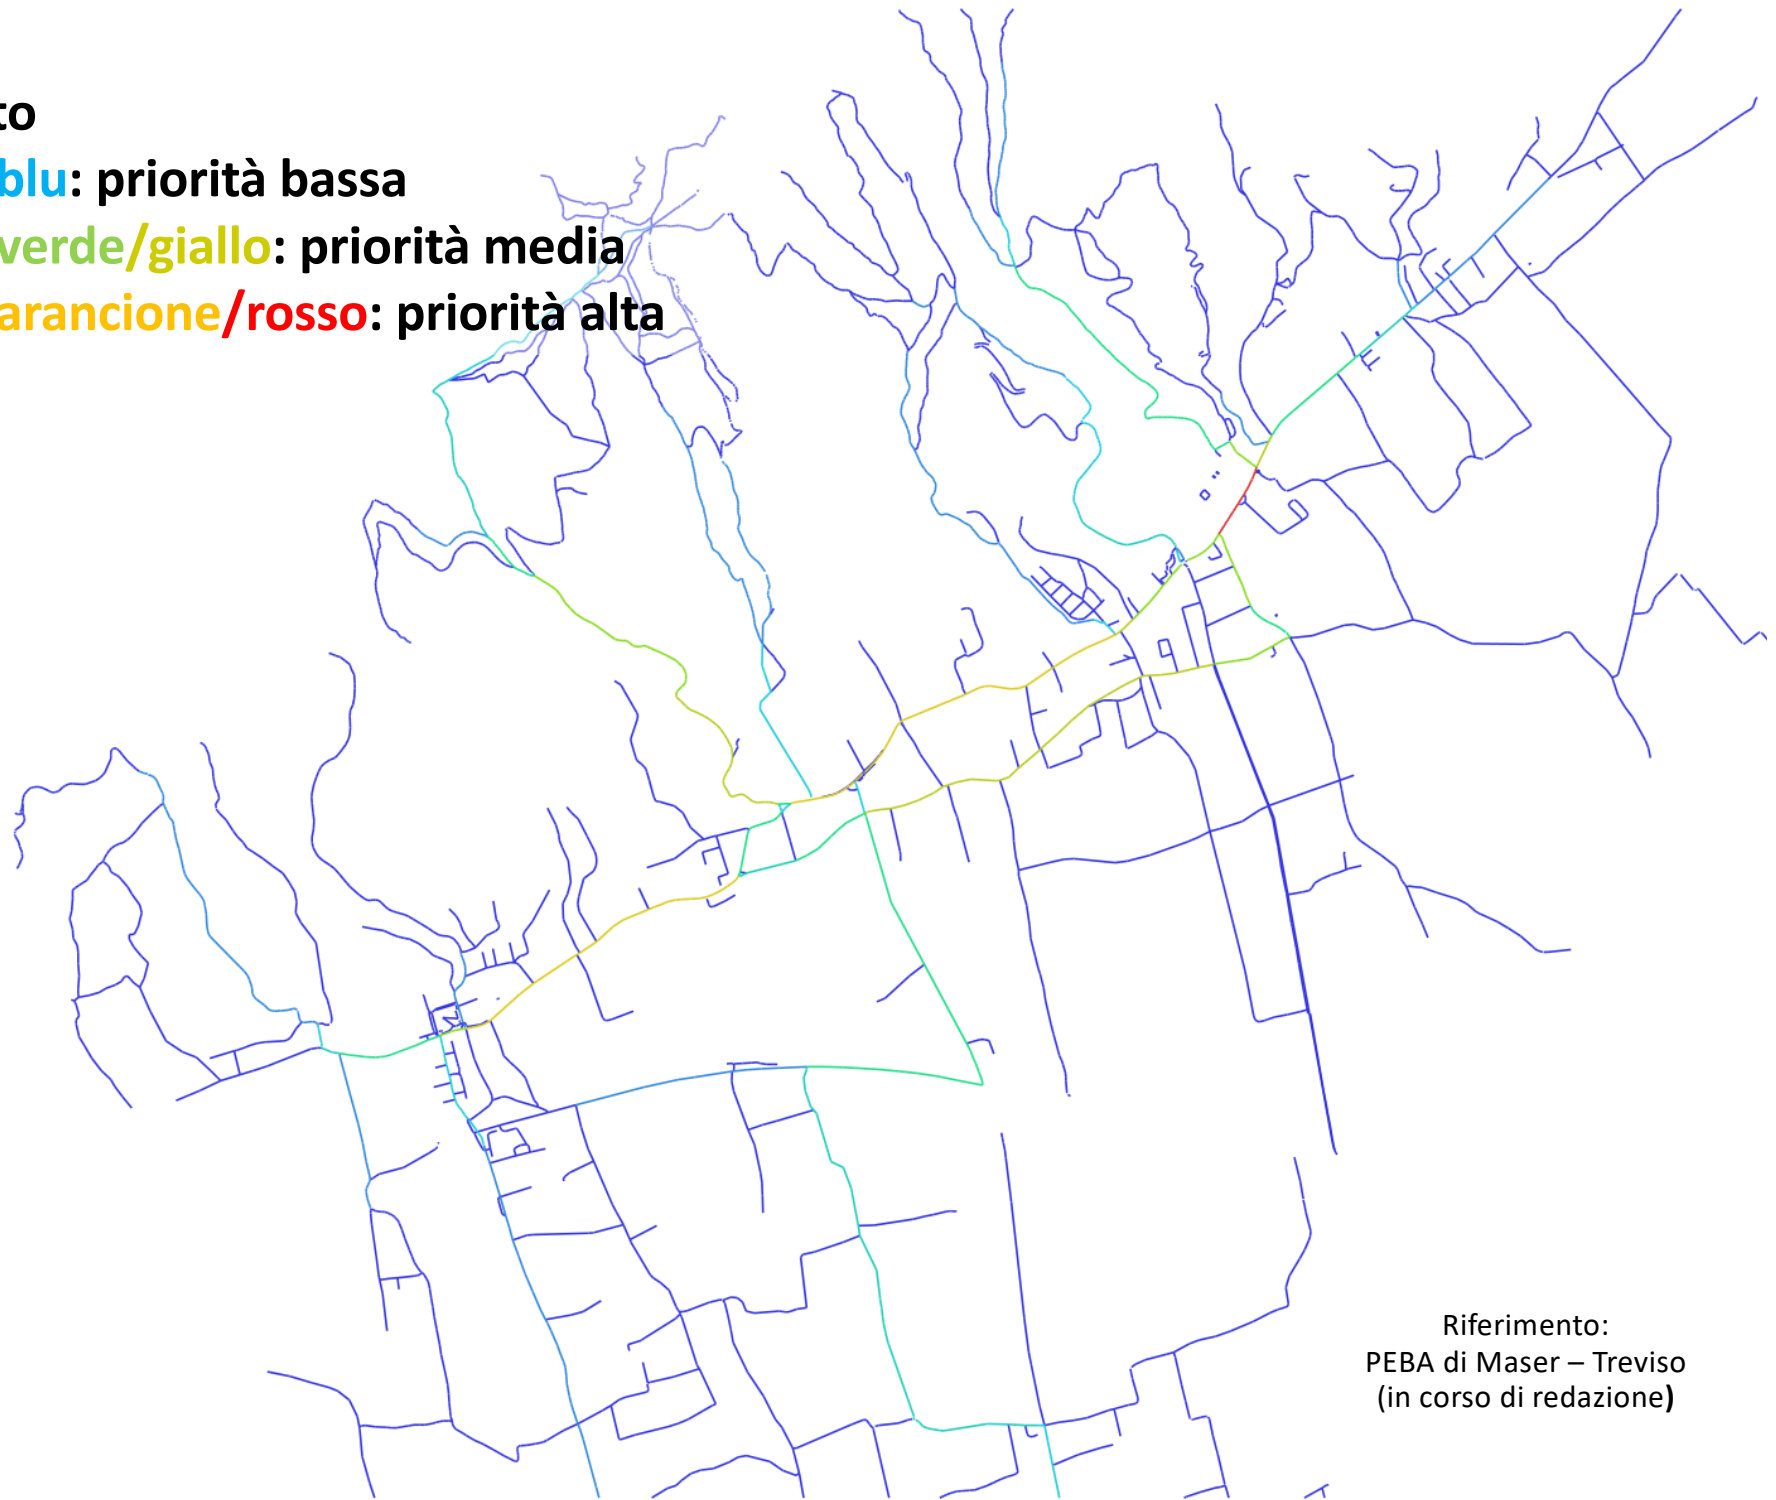 to
blu: priorità bassa
verde/giallo: priorità media
arancione/rosso: priorità alta
Riferimento:
PEBA di Maser – Treviso
(in corso di redazione)